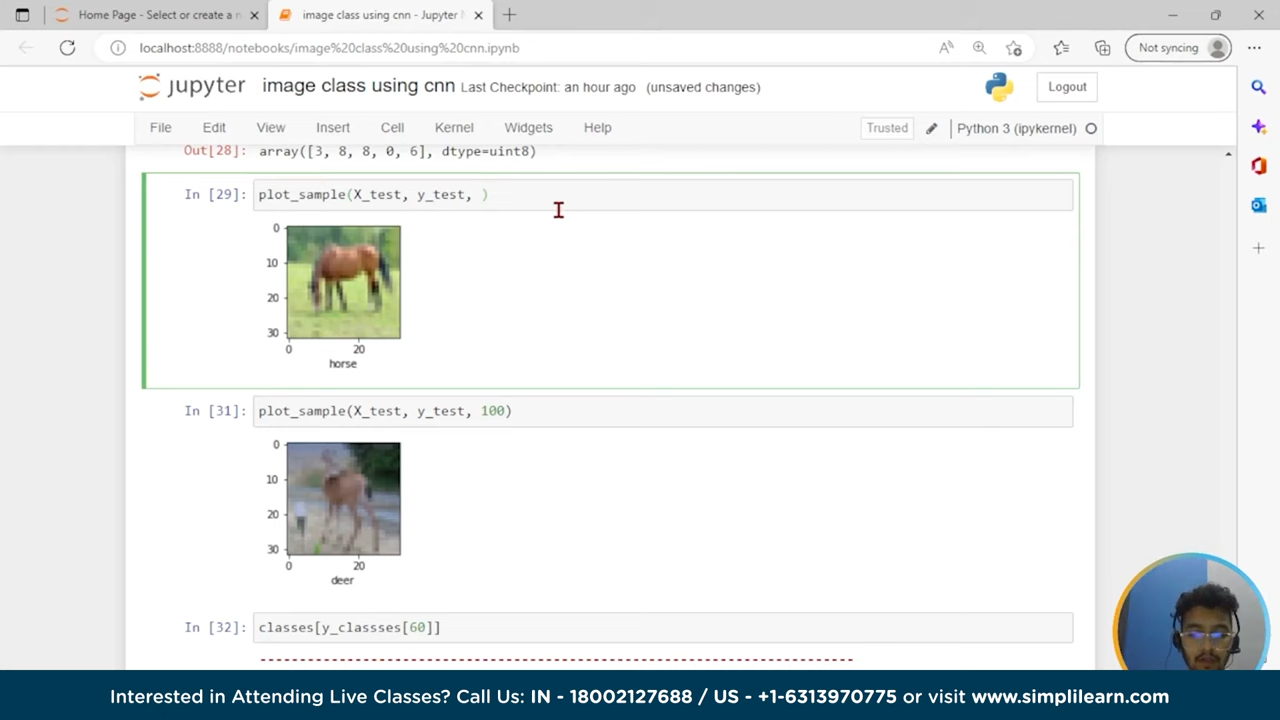 Home Page - Select or create a n
image class using cnn - Jupyter N
localhost:8888/notebooks/image%20class%20using%20cnn.ipynb
Not syncing
jupyter image class using cnn Last Checkpoint: an hour ago (unsaved changes)
Logout
File Edit View Insert Cell Kernel Widgets Help
Trusted
Python 3 (ipykernel)
Out[28]: array([3, 8, 8, 0, 6], dtype=uint8)
In [29]: plot_sample(X_test, y_test, )
0
10
20
30
0 20
horse
In [31]: plot_sample(X_test, y_test, 100)
0
10
20
30
0 20
deer
In [32]: classes[y_classses[60]]
---------------------------------------------------------------------------
Interested in Attending Live Classes? Call Us: IN - 18002127688 / US - +1-6313970775 or visit www.simplilearn.com